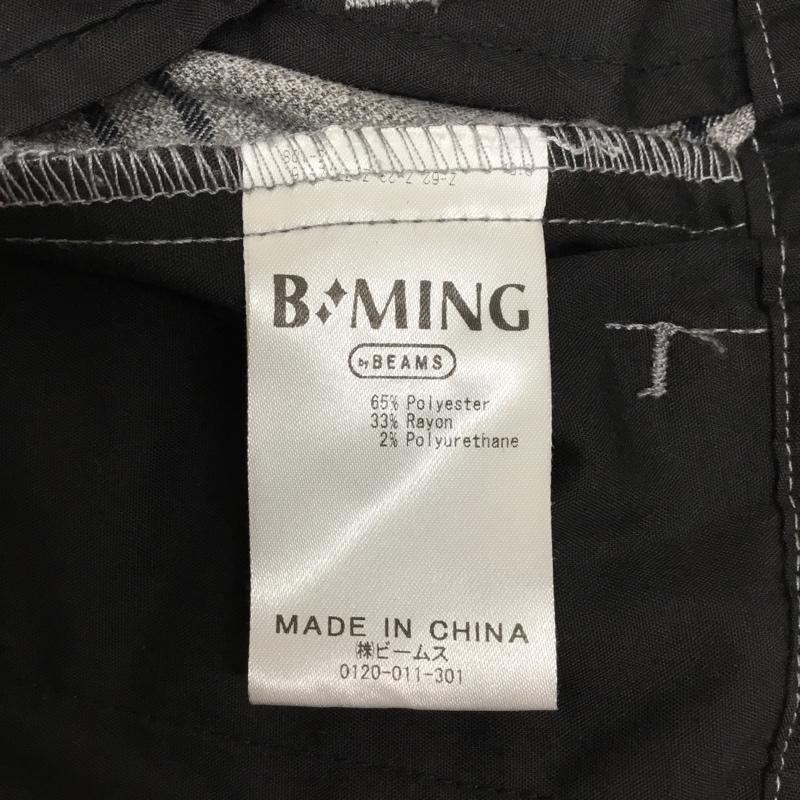 B MING
by BEAMS
65% Polyester
33% Rayon
2% Polyurethane
MADE IN CHINA
㈱ビームス
0120-011-301